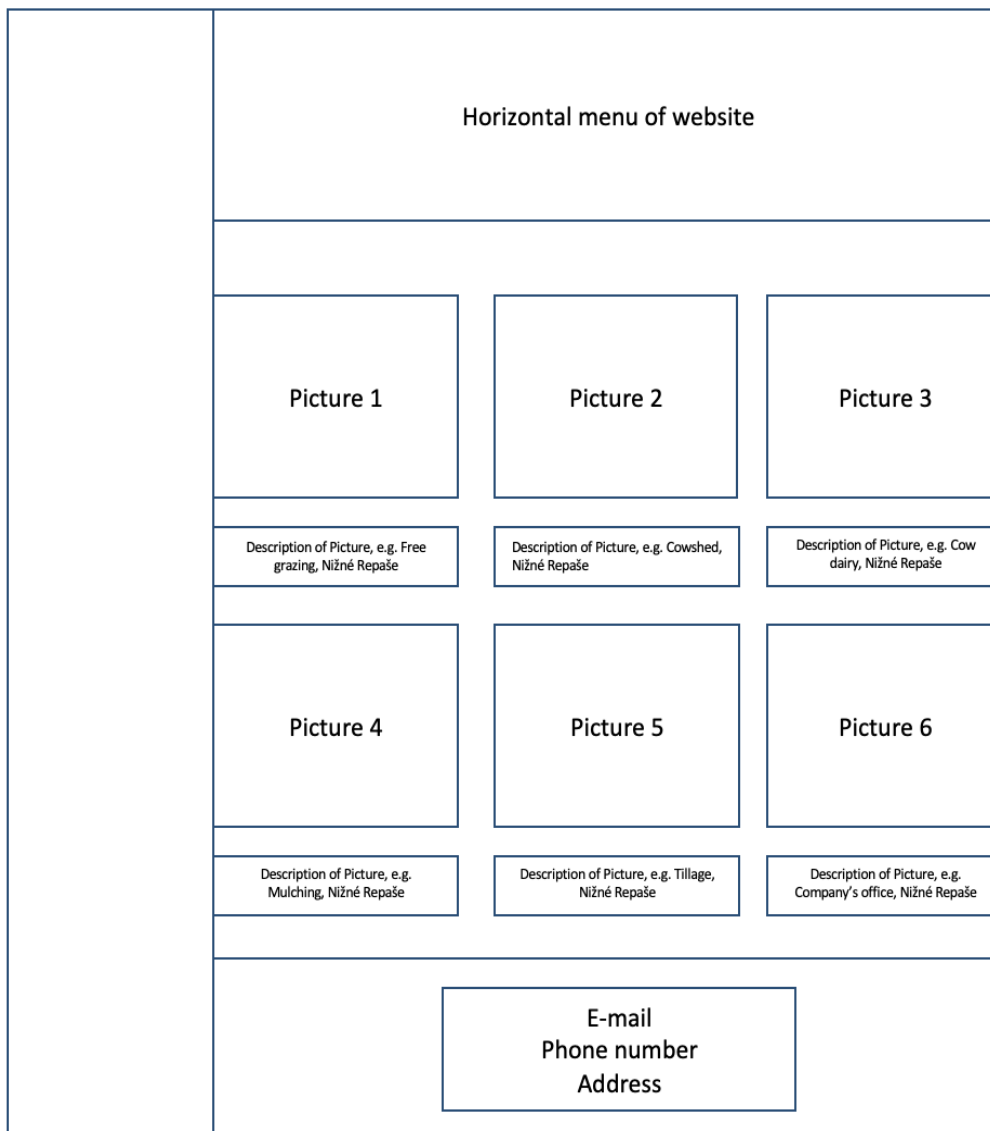 Horizontal menu of website
Picture 1
Picture 2
Picture 3
Description of Picture, e.g. Free
grazing, Nižné Repaše
Description of Picture, e.g. Cowshed,
Nižné Repaše
Description of Picture, e.g. Cow
dairy, Nižné Repaše
Picture 4
Picture 5
Picture 6
Description of Picture, e.g.
Mulching, Nižné Repaše
Description of Picture, e.g. Tillage,
Nižné Repaše
Description of Picture, e.g.
Company’s office, Nižné Repaše
E-mail
Phone number
Address